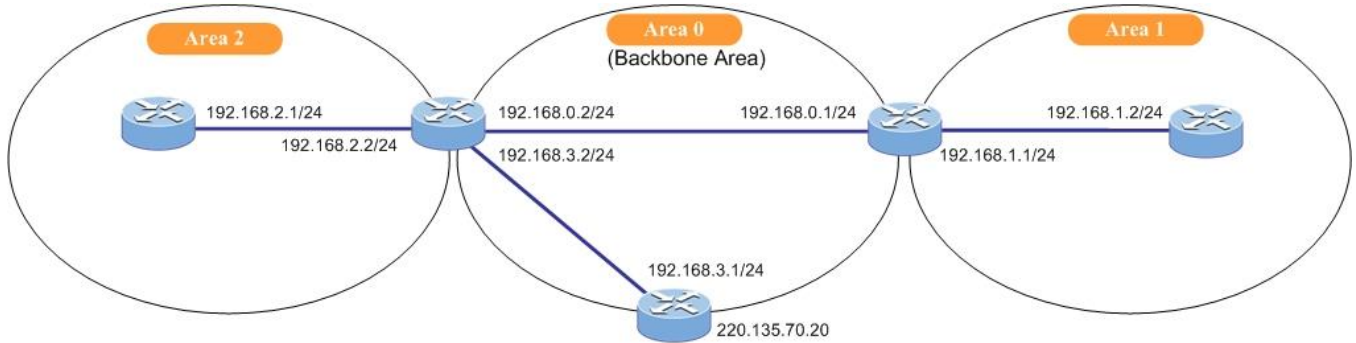 Area 2
Area 0
(Backbone Area)
Area 1
192.168.2.1/24
192.168.2.2/24
192.168.0.2/24
192.168.3.2/24
192.168.0.1/24
192.168.1.1/24
192.168.1.2/24
192.168.3.1/24
220.135.70.20